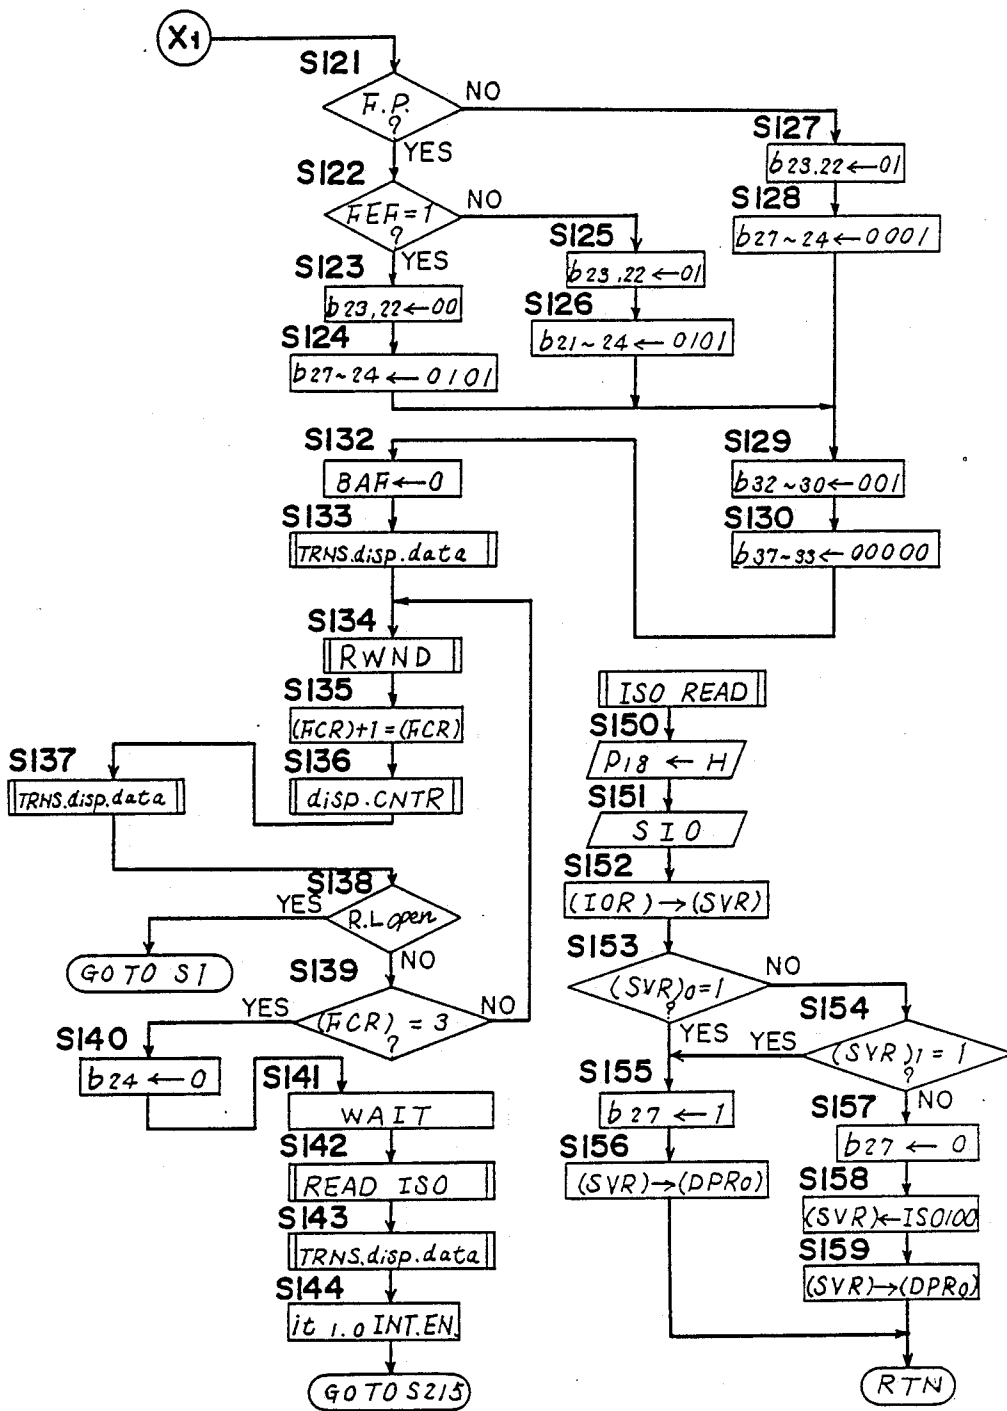 X1
S121
F.P.
?
NO
YES
S127
b23,22←01
S122
FEF=1
?
NO
YES
S128
b27~24←0001
S125
b23,22←01
S123
b23,22←00
S126
b21~24←0101
S124
b27~24←0101
S132
BAF←0
S129
b32~30←001
S133
TRNS.disp.data
S130
b37~33←00000
S134
RWND
S135
(FCR)+1=(FCR)
S136
disp.CNTR
S137
TRNS.disp.data
S138
R.L open
YES
NO
GO TO S1
S139
(FCR) = 3
?
YES
NO
S140
b24←0
S141
WAIT
S142
READ ISO
S143
TRNS.disp.data
S144
it 1.0 INT.EN.
GO TO S215
ISO READ
S150
P18 ← H
S151
SIO
S152
(IOR)→(SVR)
S153
(SVR)0=1
?
NO
YES
S154
(SVR)1=1
?
YES
NO
S155
b27 ← 1
S156
(SVR)→(DPR0)
S157
b27 ← 0
S158
(SVR)←ISO100
S159
(SVR)→(DPR0)
RTN